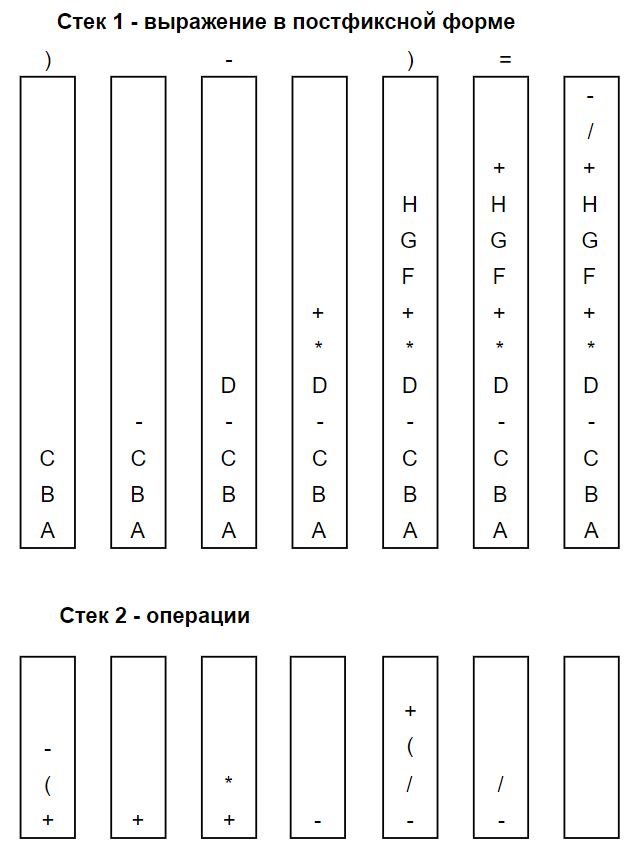 Стек 1 - выражение в постфиксной форме
) - ) =
-
/
+ +
H H H
G G G
F F F
+ + + +
* * * *
D D D D D
- - - - - -
C C C C C C C
B B B B B B B
A A A A A A A
Стек 2 - операции
+
- (
( * / /
+ + + - - -